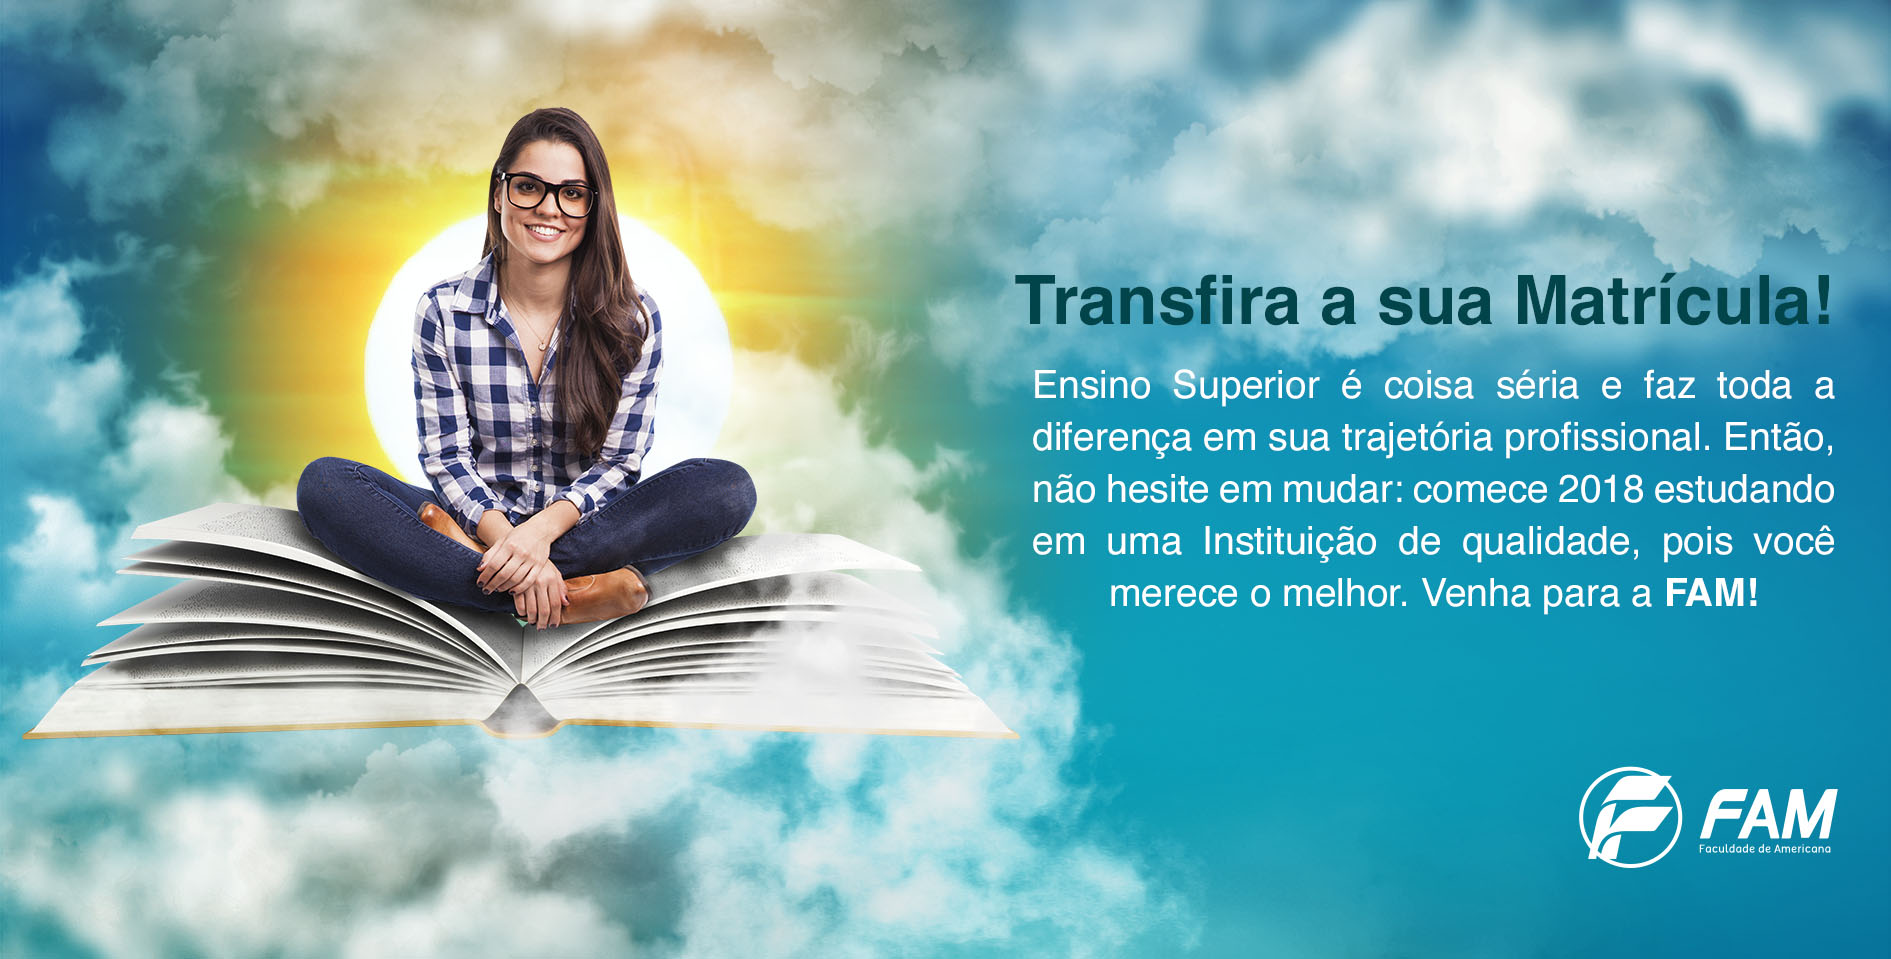 Transfira a sua Matrícula!
Ensino Superior é coisa séria e faz toda a
diferença em sua trajetória profissional. Então,
não hesite em mudar: comece 2018 estudando
em uma Instituição de qualidade, pois você
merece o melhor. Venha para a FAM!
FAM
Faculdade de Americana